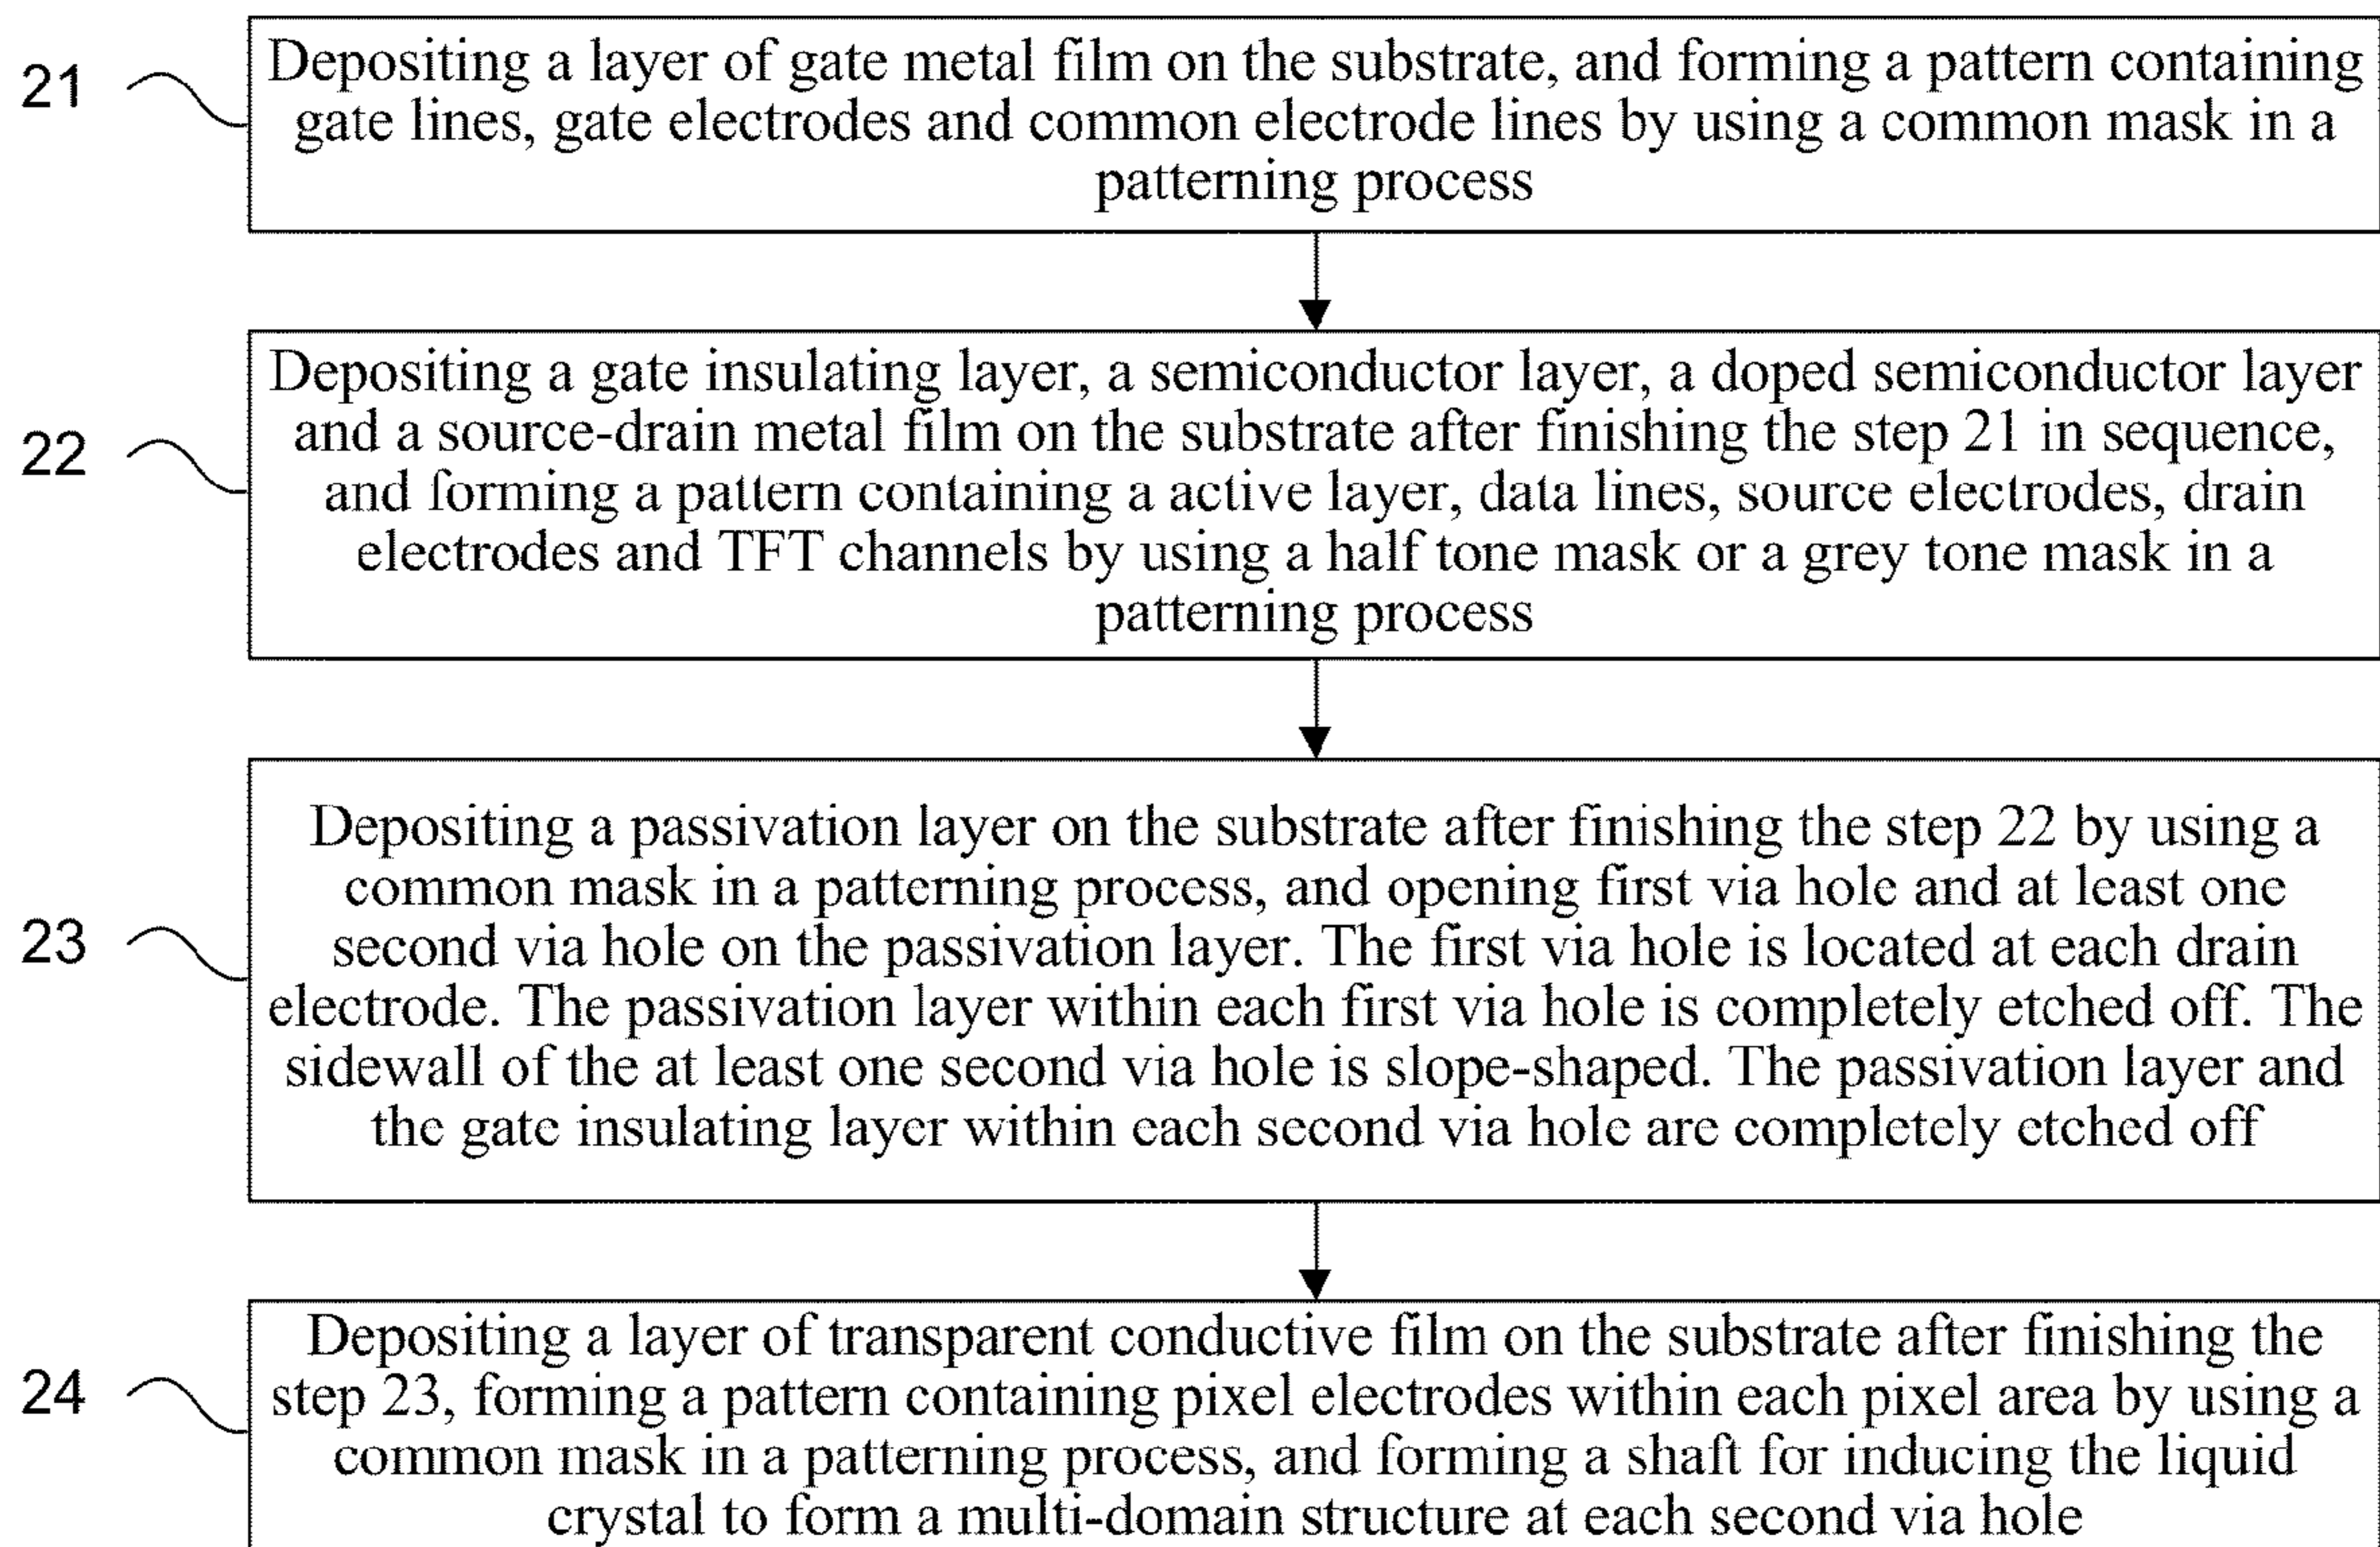 21
Depositing a layer of gate metal film on the substrate, and forming a pattern containing
gate lines, gate electrodes and common electrode lines by using a common mask in a
patterning process
22
Depositing a gate insulating layer, a semiconductor layer, a doped semiconductor layer
and a source-drain metal film on the substrate after finishing the step 21 in sequence,
and forming a pattern containing a active layer, data lines, source electrodes, drain
electrodes and TFT channels by using a half tone mask or a grey tone mask in a
patterning process
23
Depositing a passivation layer on the substrate after finishing the step 22 by using a
common mask in a patterning process, and opening first via hole and at least one
second via hole on the passivation layer. The first via hole is located at each drain
electrode. The passivation layer within each first via hole is completely etched off. The
sidewall of the at least one second via hole is slope-shaped. The passivation layer and
the gate insulating layer within each second via hole are completely etched off
24
Depositing a layer of transparent conductive film on the substrate after finishing the
step 23, forming a pattern containing pixel electrodes within each pixel area by using a
common mask in a patterning process, and forming a shaft for inducing the liquid
crystal to form a multi-domain structure at each second via hole